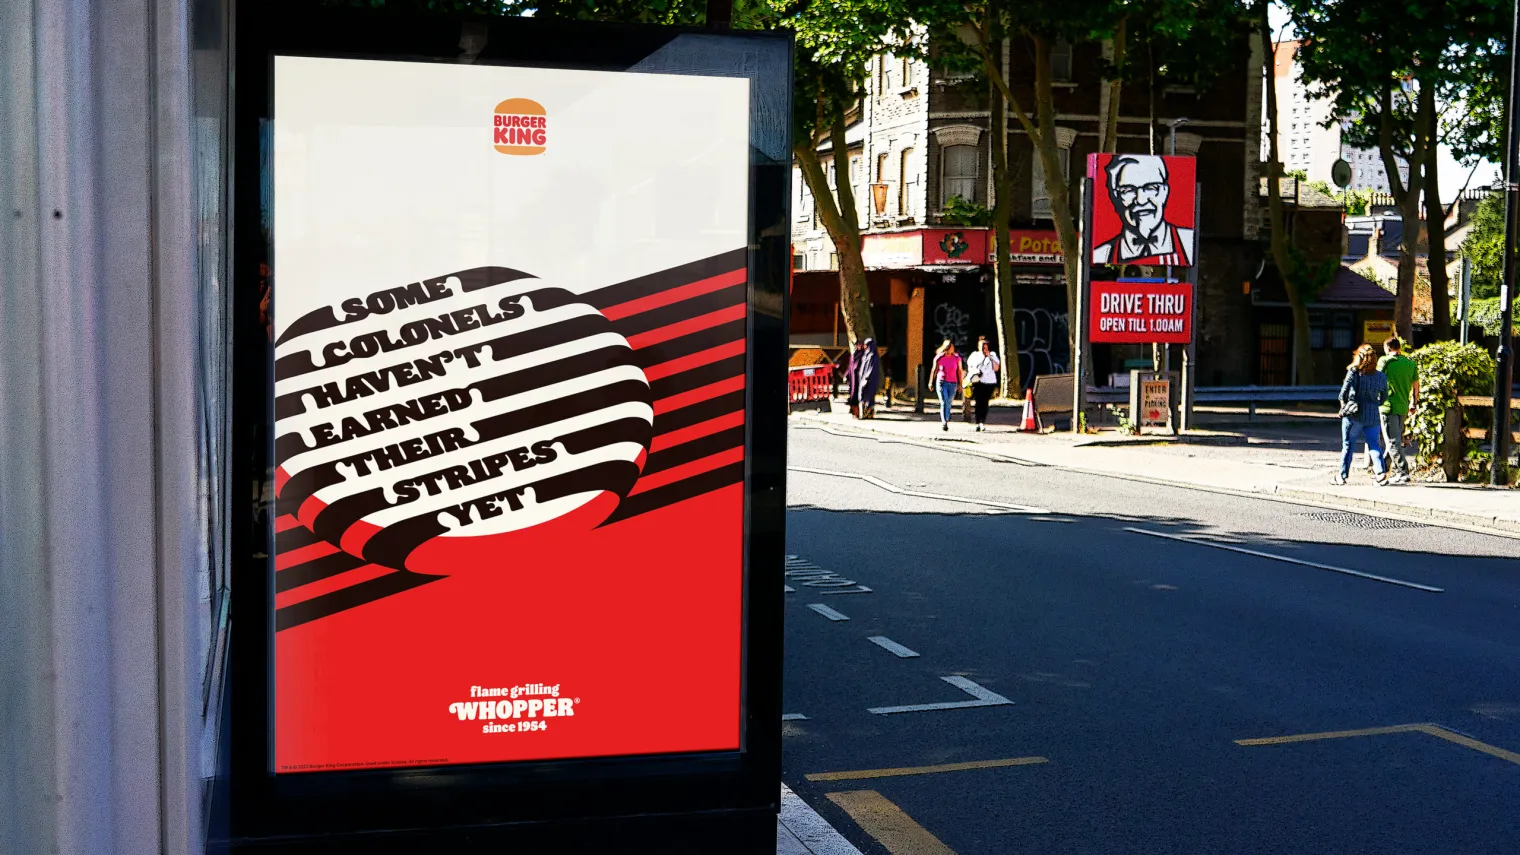 BURGER
KING
SOME
COLONELS
HAVEN'T
EARNED
THEIR
STRIPES
YET
flame grilling
WHOPPER®
since 1954
DRIVE THRU
OPEN TILL 1.00AM
ENTER
PARKING